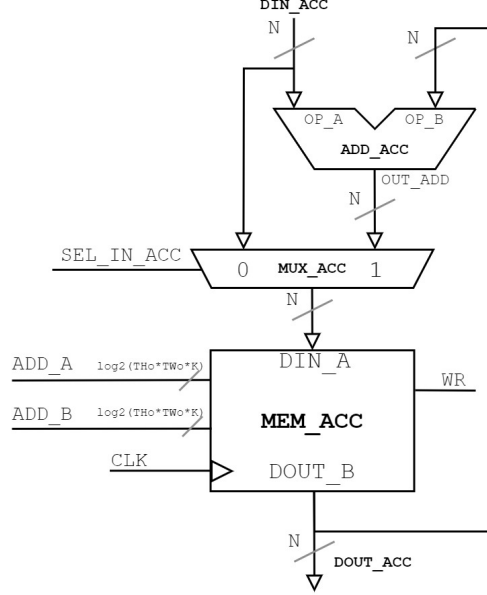 DIN_ACC
N
N
OP_A
OP_B
ADD_ACC
OUT_ADD
N
SEL_IN_ACC
0
MUX_ACC
1
N
ADD_A
log2(THo*TWo*K)
DIN_A
WR
ADD_B
log2(THo*TWo*K)
MEM_ACC
CLK
DOUT_B
N
DOUT_ACC